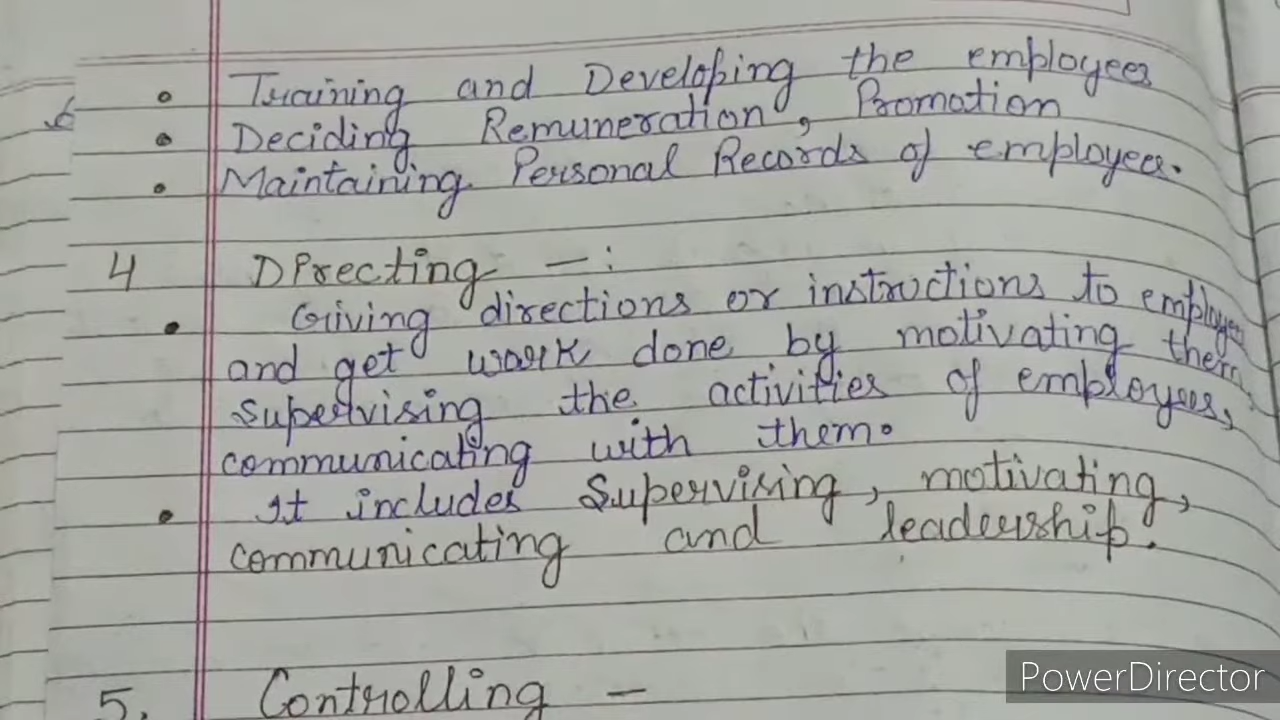 • Training and Developing the employees
• Deciding Remuneration, Promotion
• Maintaining Personal Records of employees.
4 DPrecting - :
• Giving directions or instructions to employees
and get work done by motivating them
supervising the activities of employees,
communicating with them.
• It includes Supervising, motivating,
communicating and leadership.
5. Controlling -
PowerDirector